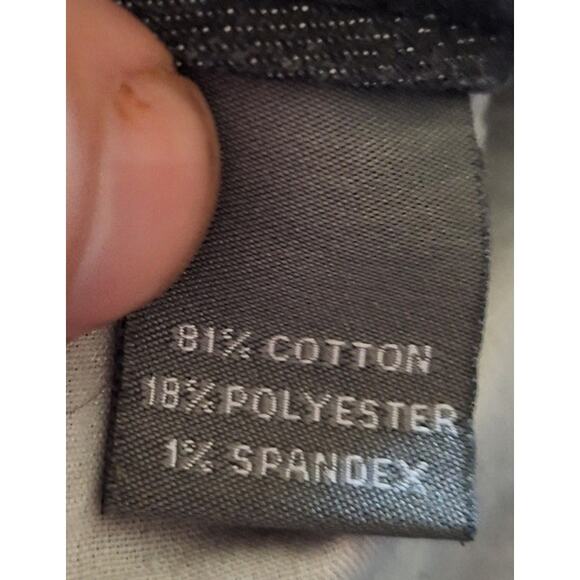 81% COTTON
18% POLYESTER
1% SPANDEX